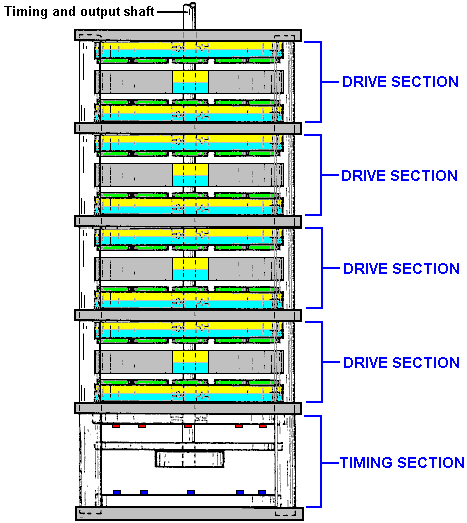 Timing and output shaft
DRIVE SECTION
DRIVE SECTION
DRIVE SECTION
DRIVE SECTION
TIMING SECTION